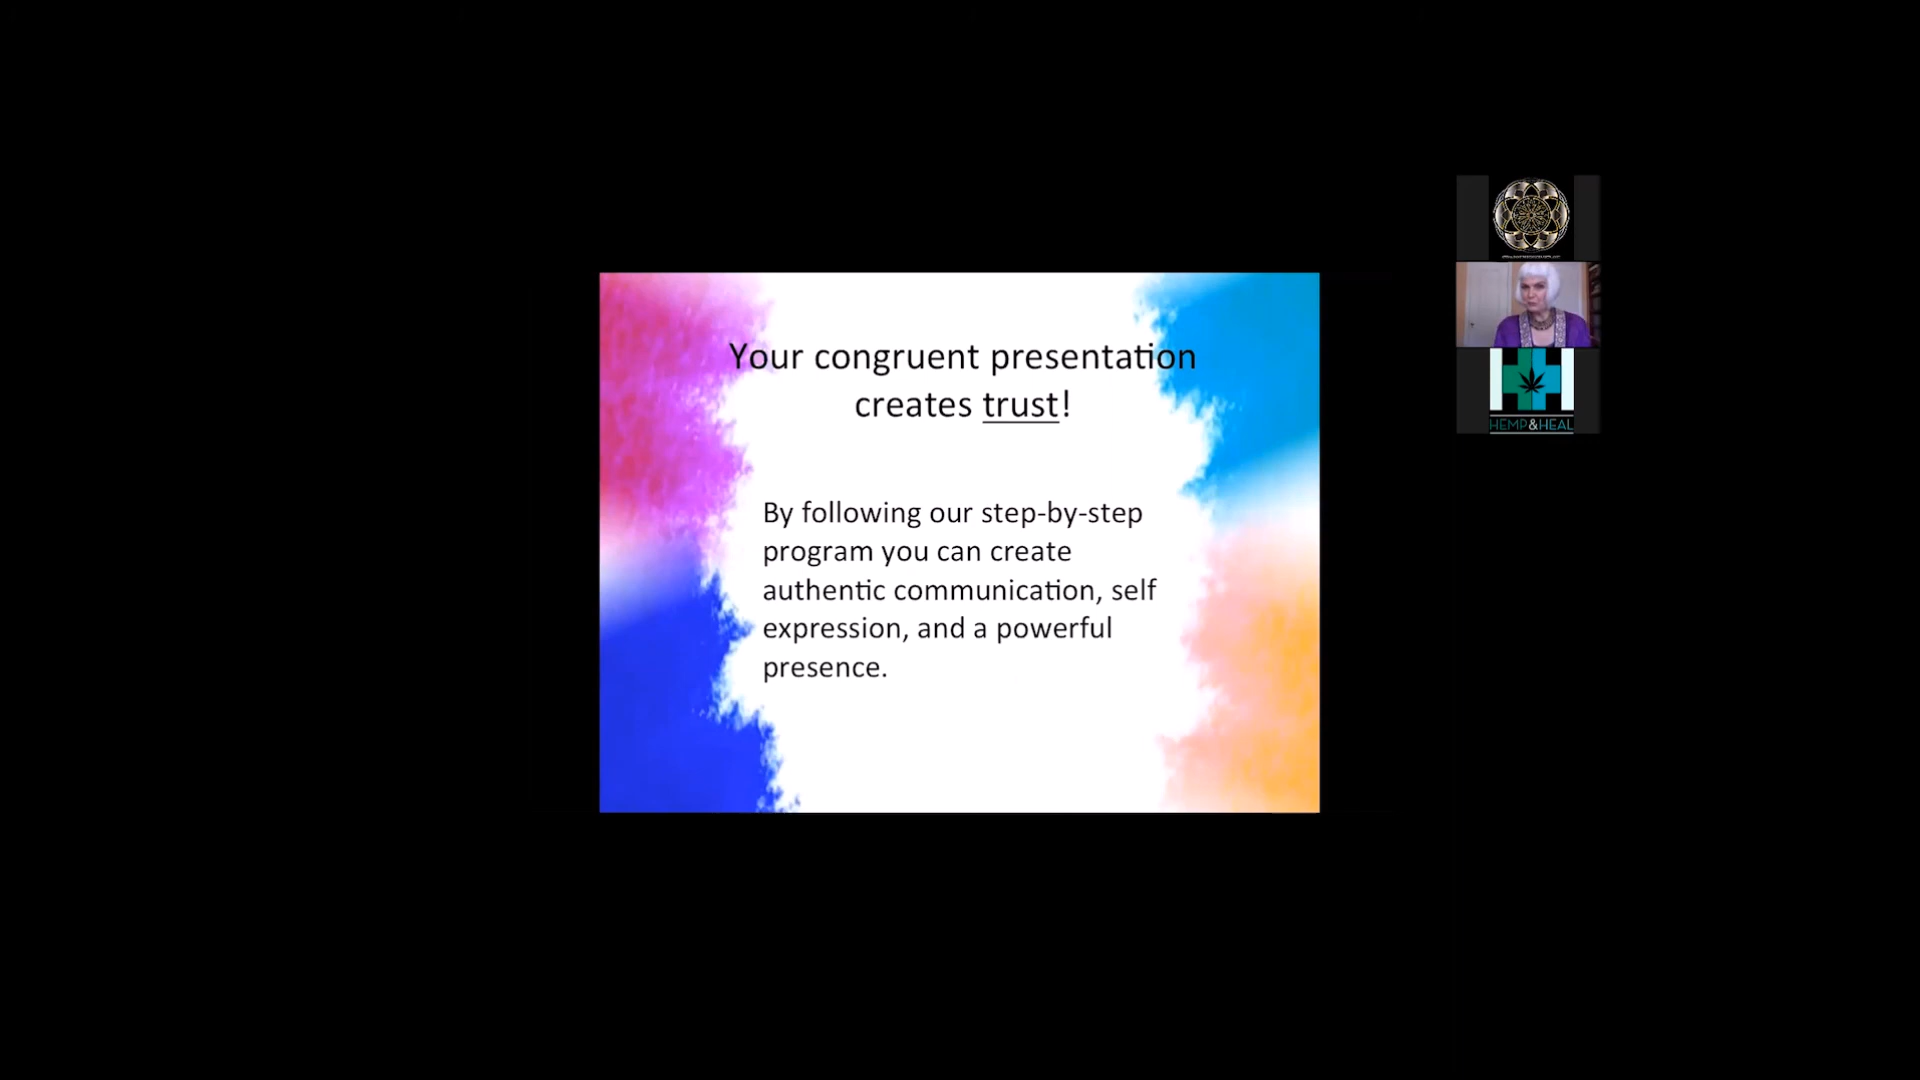 Your congruent presentation
creates trust!
By following our step-by-step
program you can create
authentic communication, self
expression, and a powerful
presence.
HEMP&HEAL